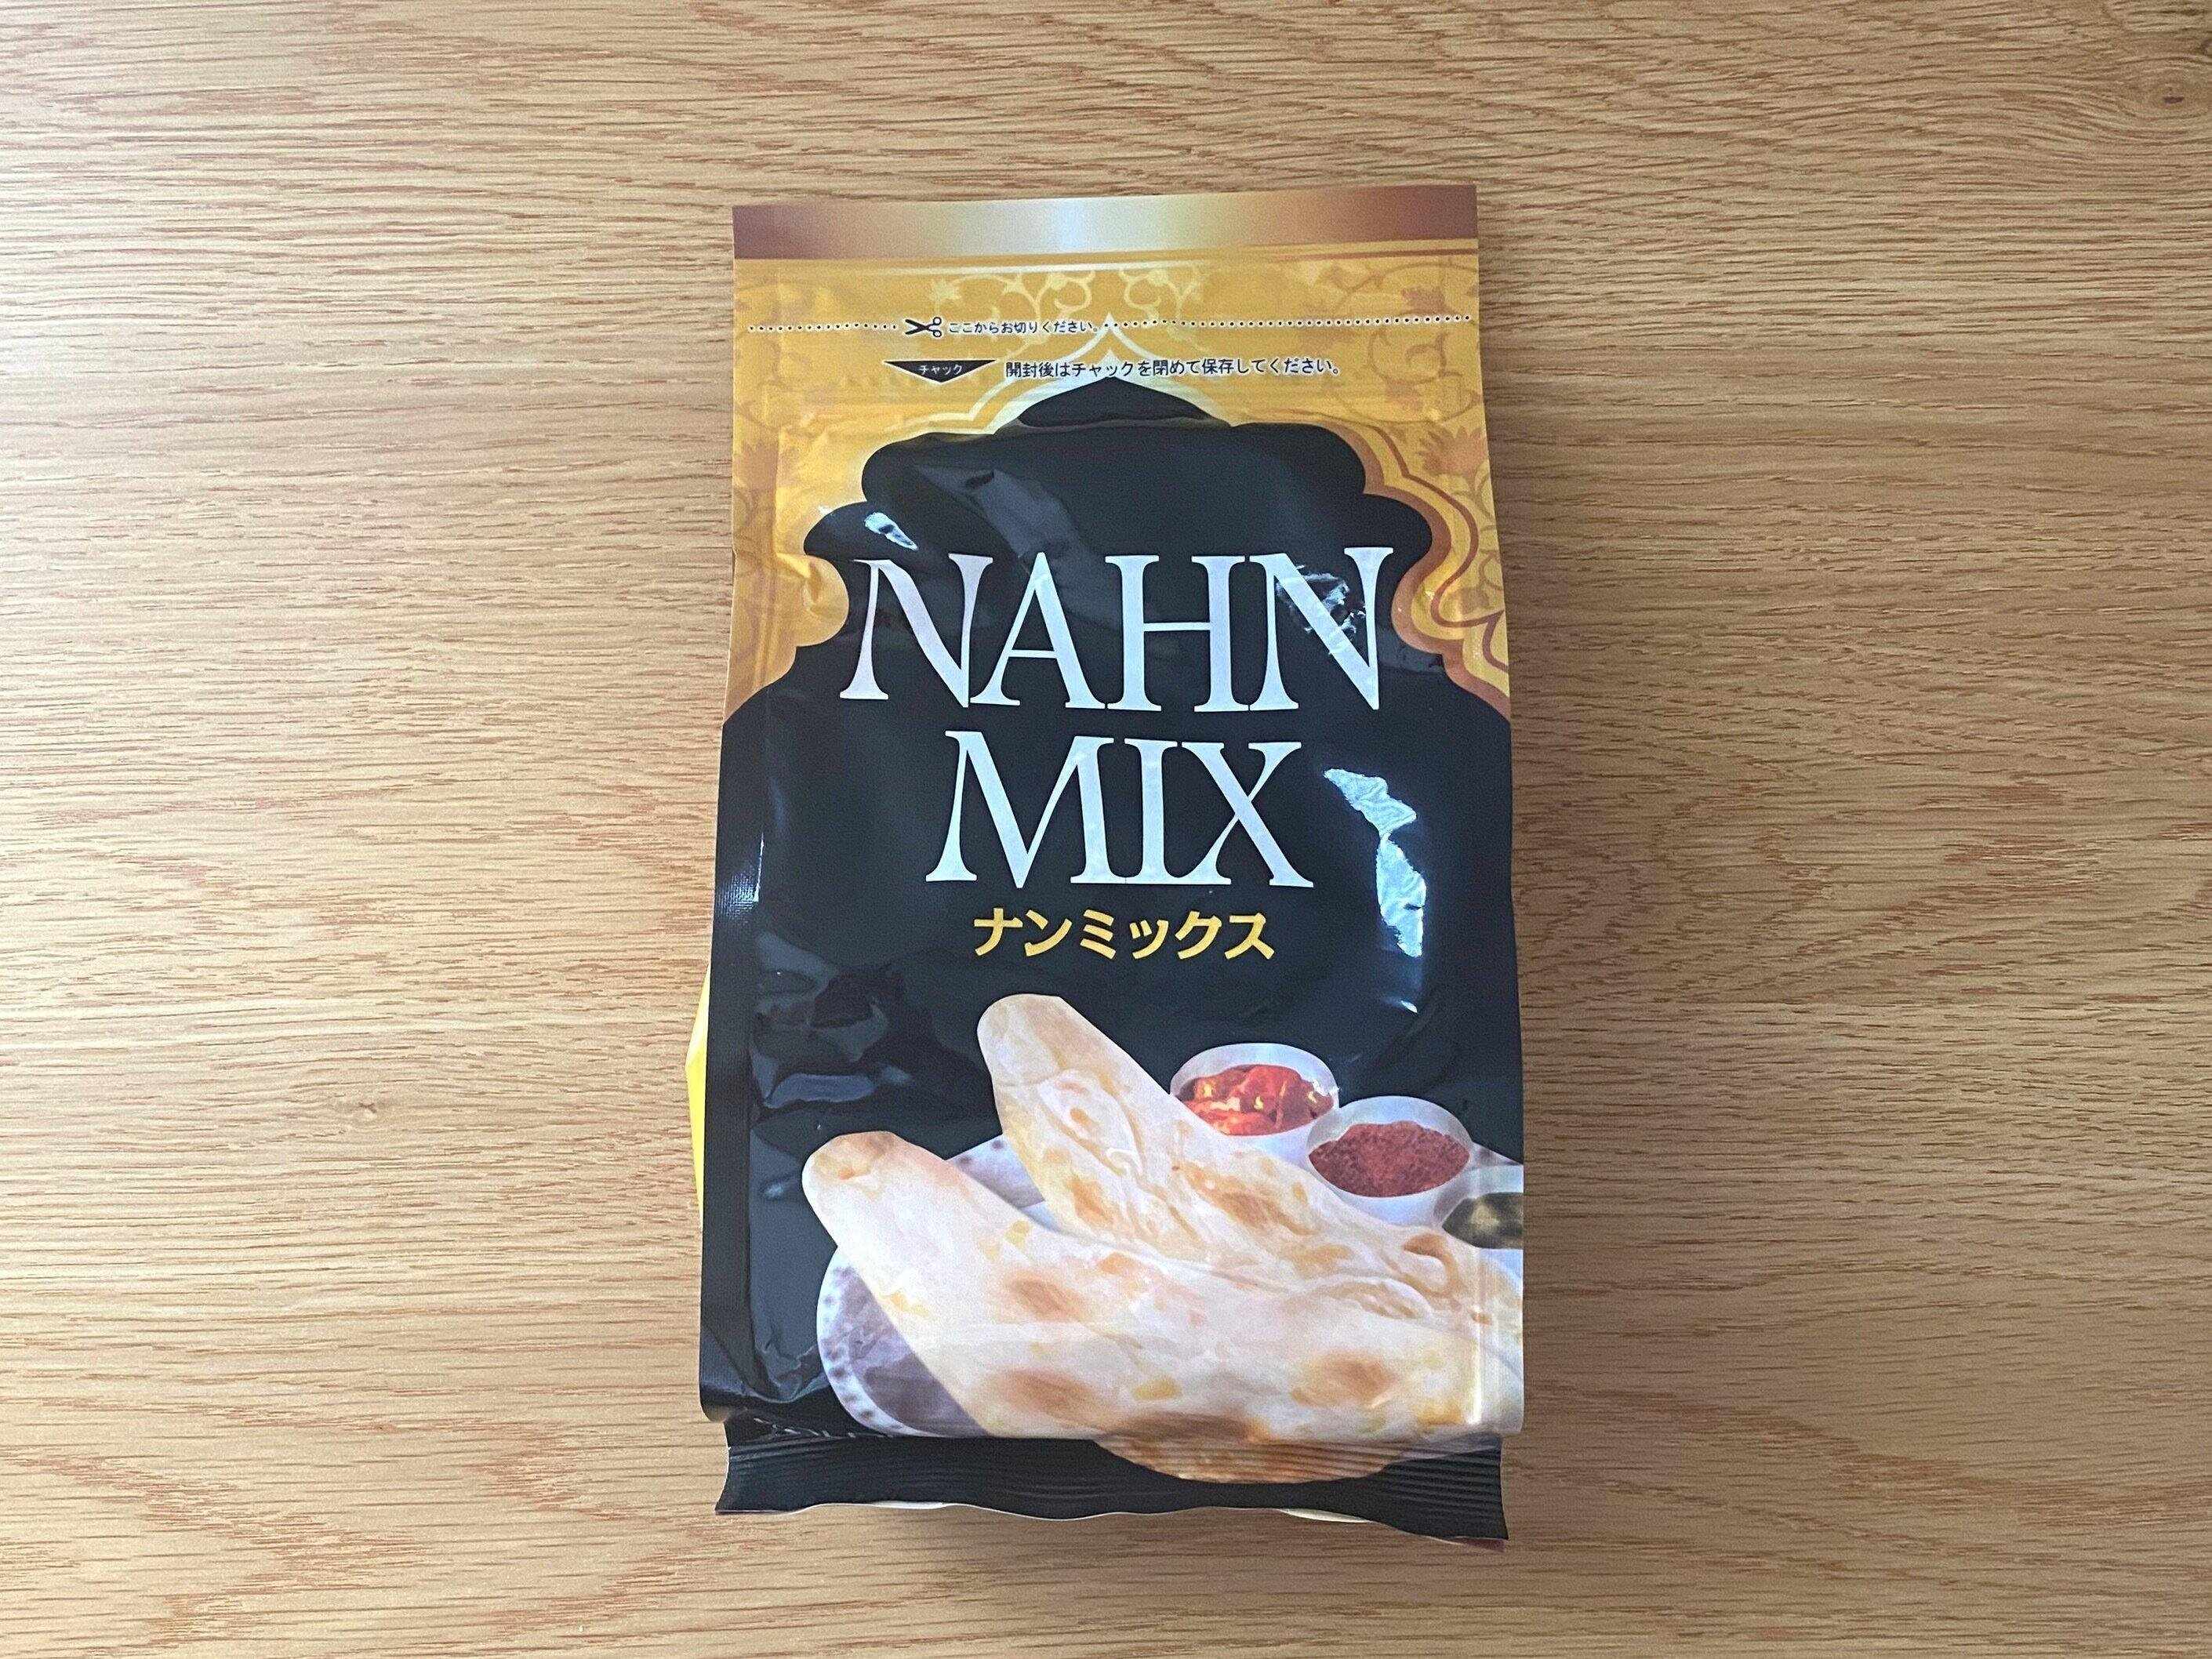 ここからお切りください。
チャック 開封後はチャックを閉めて保存してください。
NAHN
MIX
ナンミックス